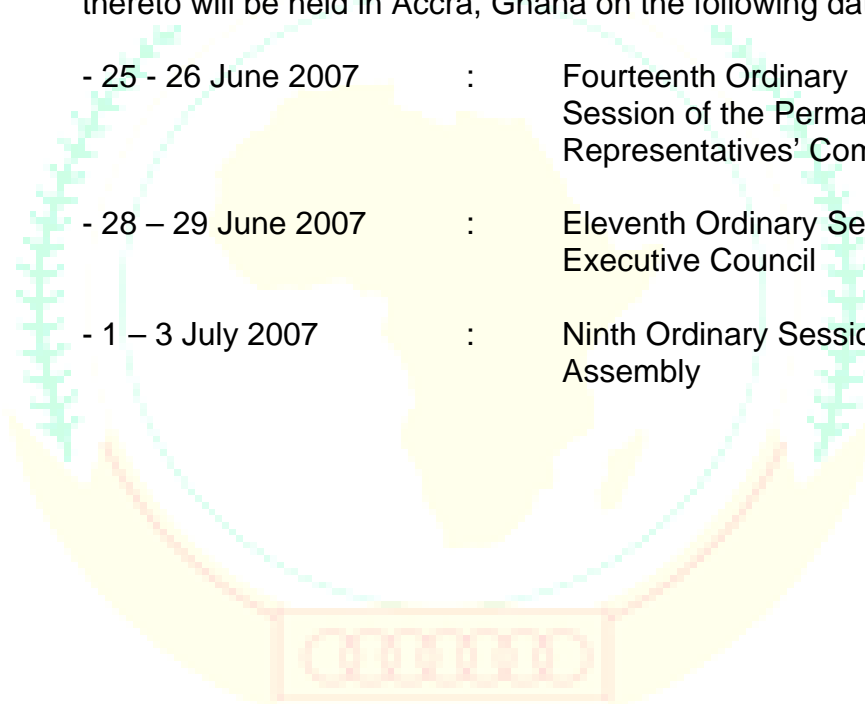 thereto will be held in Accra, Ghana on the following da
- 25 - 26 June 2007 : Fourteenth Ordinary
Session of the Perma
Representatives' Com
- 28 – 29 June 2007 : Eleventh Ordinary Se
Executive Council
- 1 – 3 July 2007 : Ninth Ordinary Sessio
Assembly